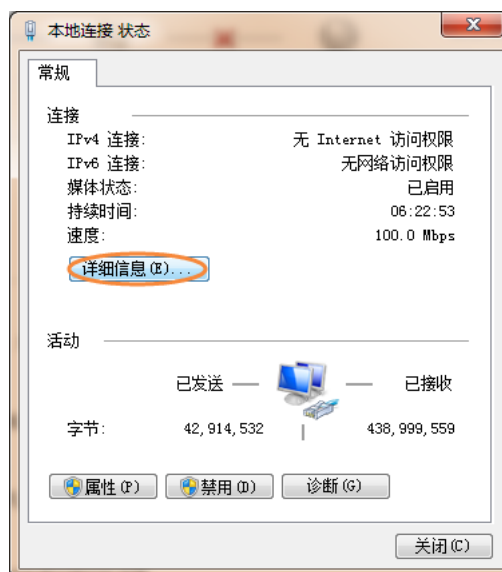 本地连接 状态
常规
连接
IPv4 连接: 无 Internet 访问权限
IPv6 连接: 无网络访问权限
媒体状态: 已启用
持续时间: 06:22:53
速度: 100.0 Mbps
详细信息(E)...
活动
已发送 — — 已接收
字节: 42,914,532 | 438,999,559
属性(P) 禁用(D) 诊断(G)
关闭(C)